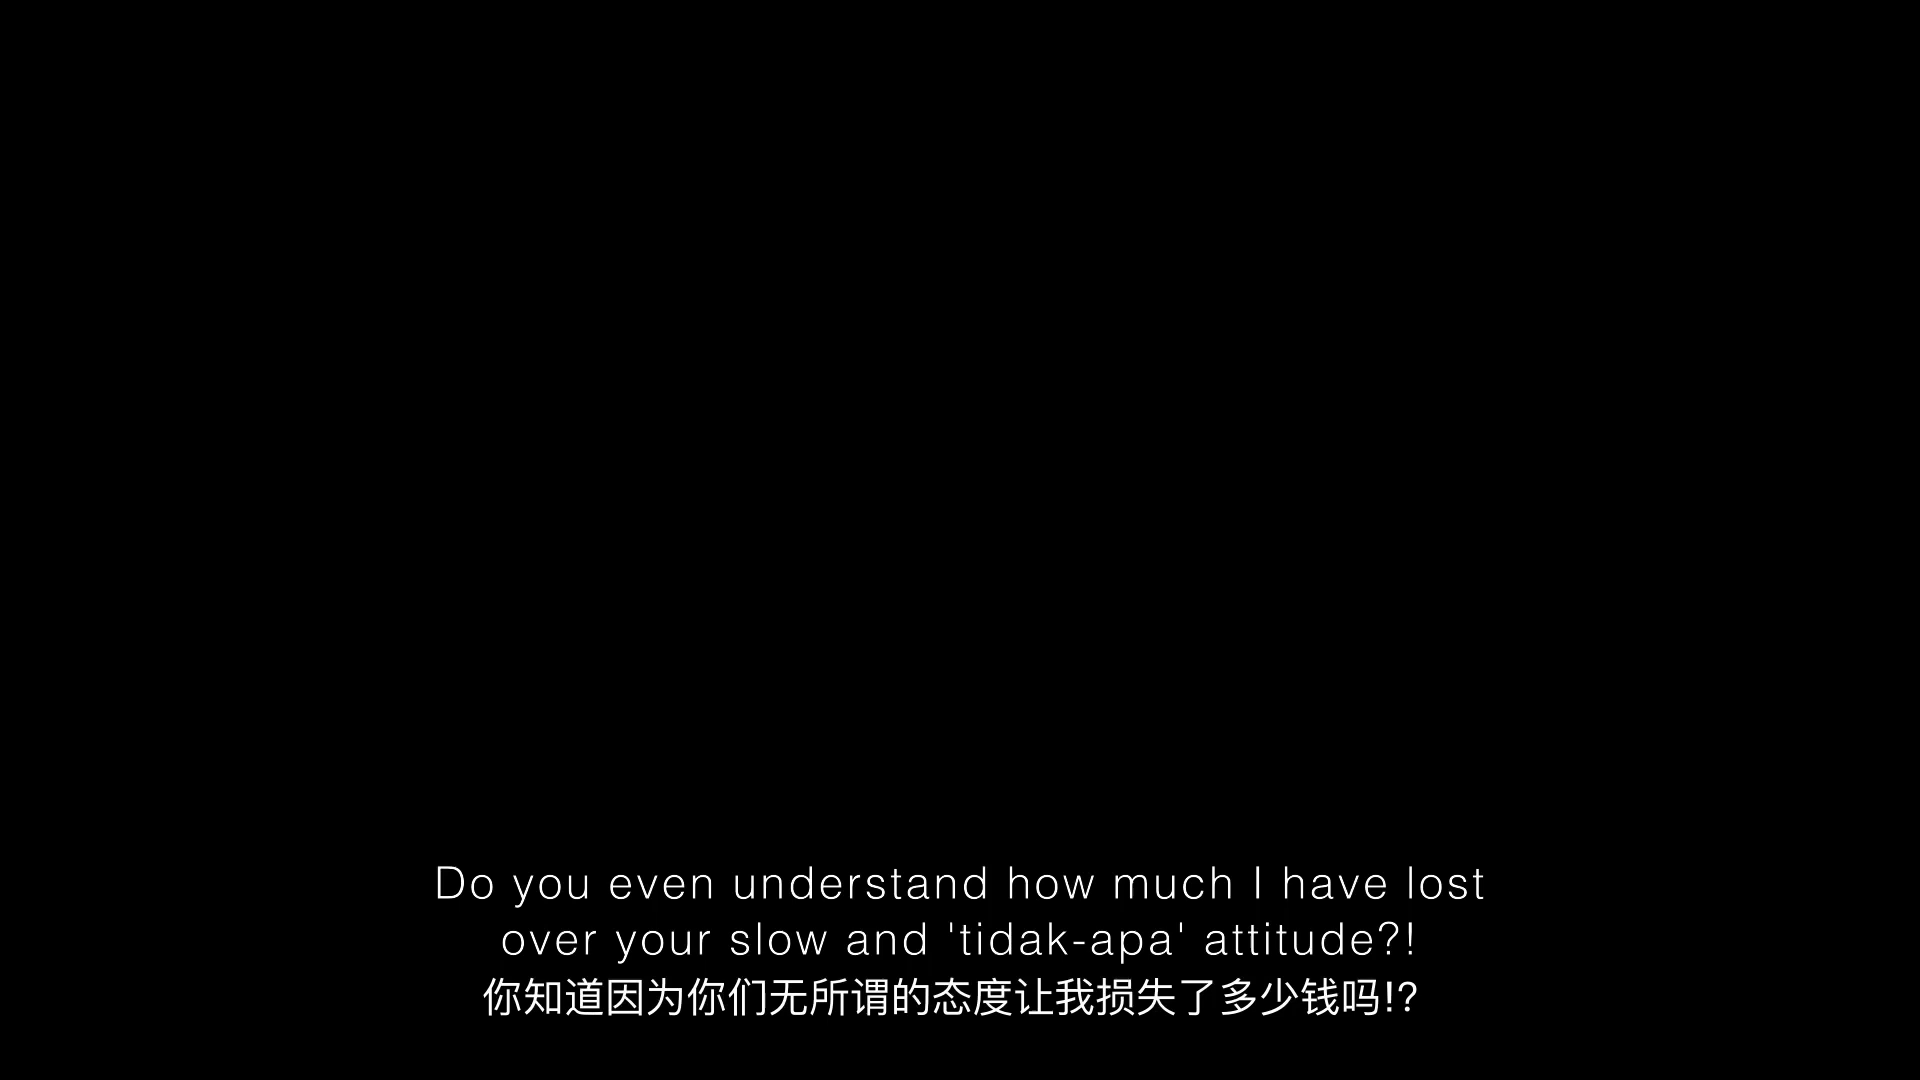 Do you even understand how much I have lost
over your slow and 'tidak-apa' attitude?!
你知道因为你们无所谓的态度让我损失了多少钱吗!?